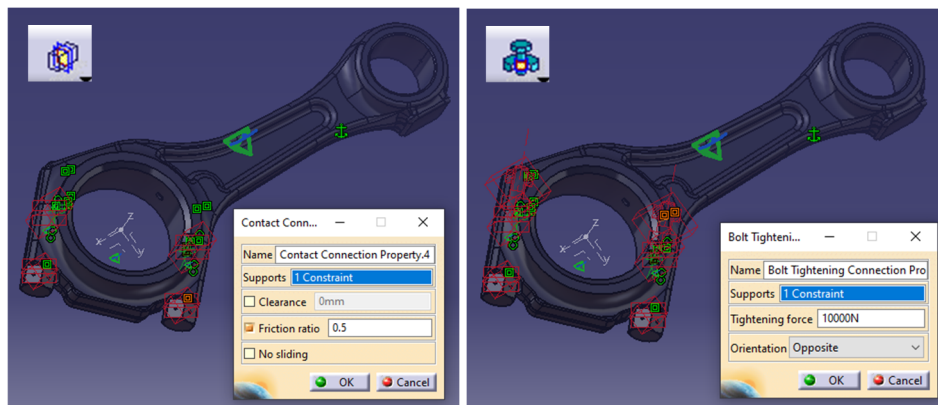 Contact Conn...
Name Contact Connection Property.4
Supports 1 Constraint
Clearance 0mm
Friction ratio 0.5
No sliding
OK Cancel
Bolt Tighteni...
Name Bolt Tightening Connection Pro
Supports 1 Constraint
Tightening force 10000N
Orientation Opposite
OK Cancel